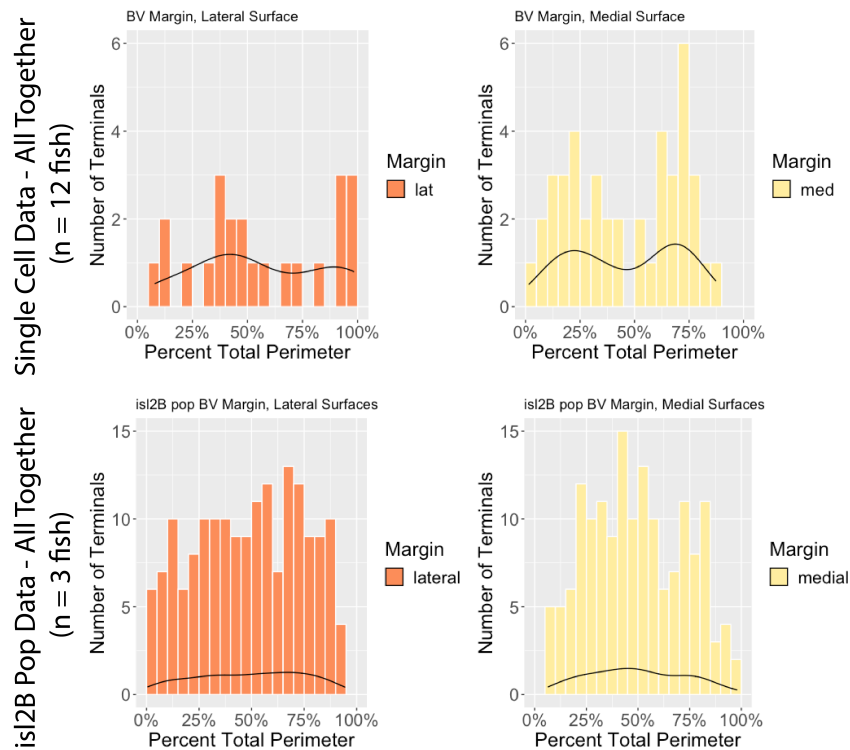 Single Cell Data - All Together
(n = 12 fish)
BV Margin, Lateral Surface
Number of Terminals
6
4
2
0
0%
25%
50%
75%
100%
Percent Total Perimeter
Margin
lat
BV Margin, Medial Surface
Number of Terminals
6
4
2
0
0%
25%
50%
75%
100%
Percent Total Perimeter
Margin
med
isl2B Pop Data - All Together
(n = 3 fish)
isl2B pop BV Margin, Lateral Surfaces
Number of Terminals
15
10
5
0
0%
25%
50%
75%
100%
Percent Total Perimeter
Margin
lateral
isl2B pop BV Margin, Medial Surfaces
Number of Terminals
15
10
5
0
0%
25%
50%
75%
100%
Percent Total Perimeter
Margin
medial